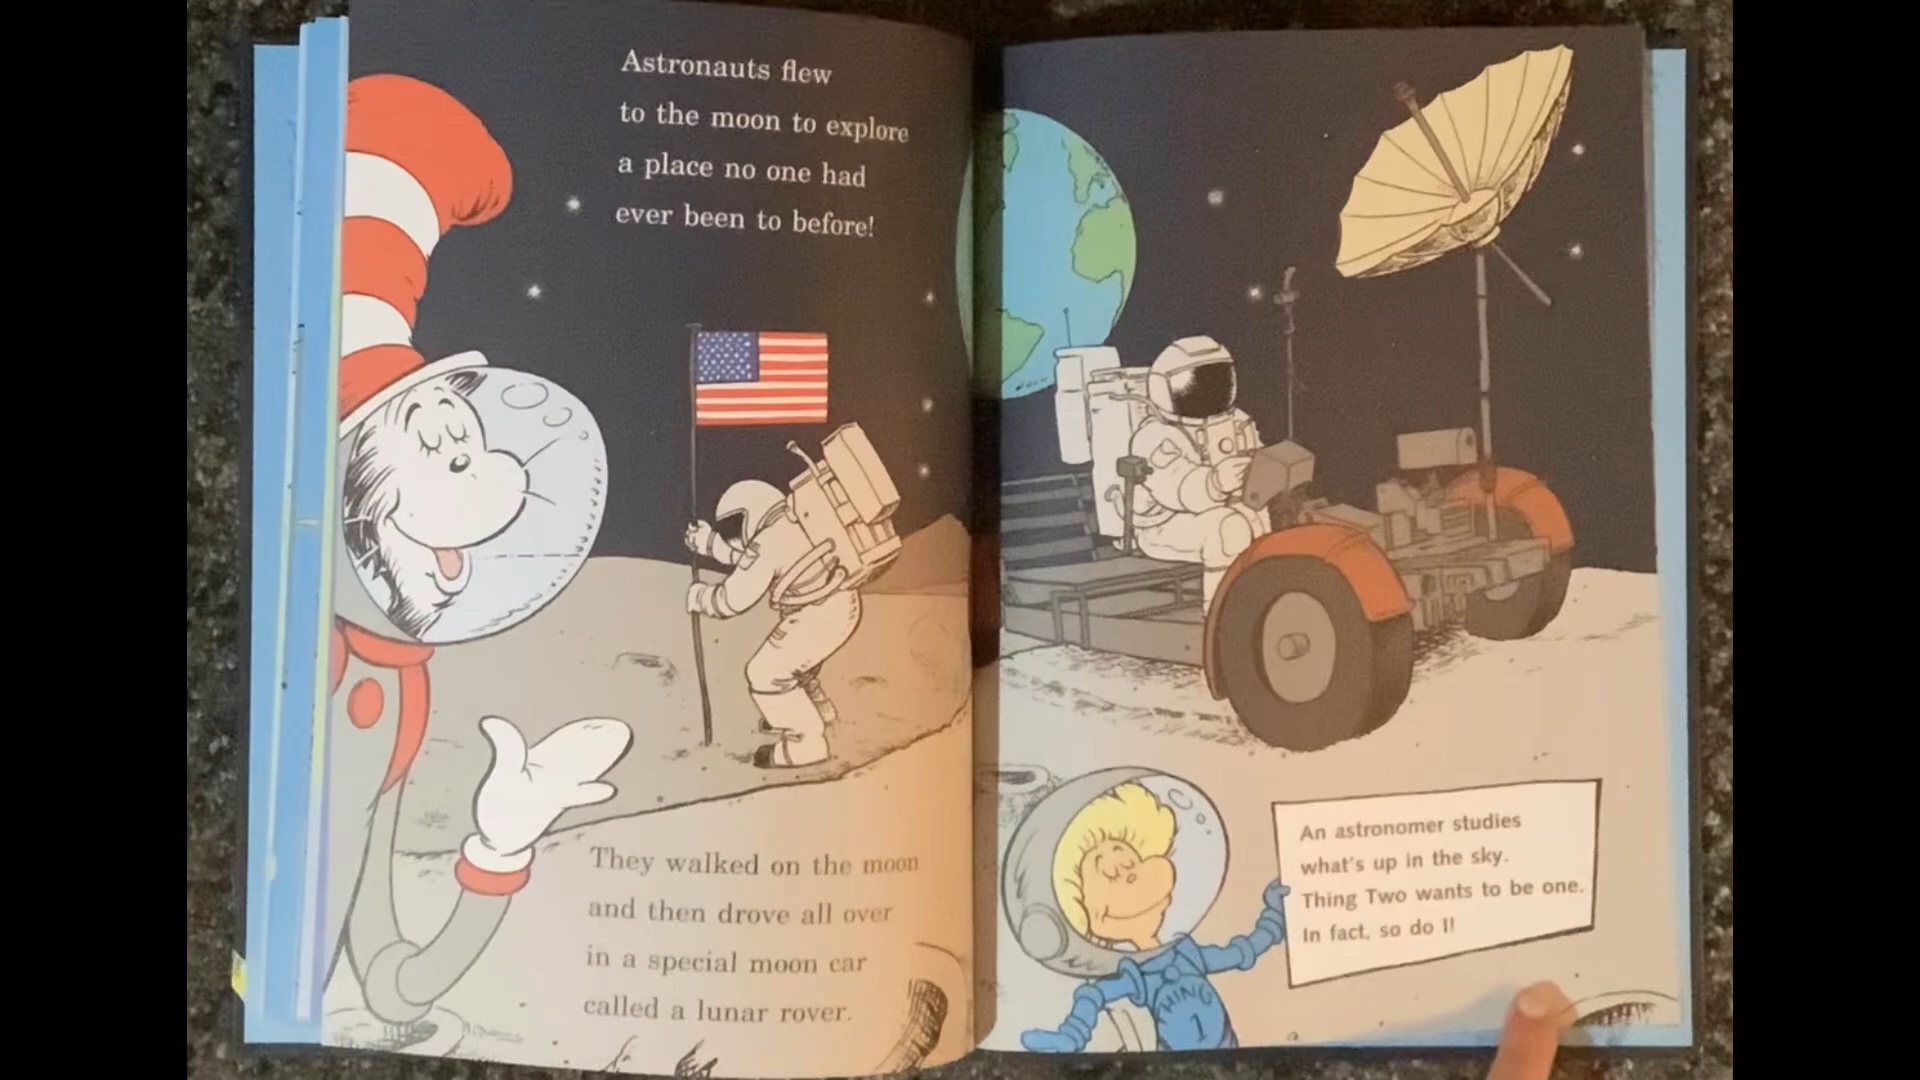 Astronauts flew
to the moon to explore
a place no one had
ever been to before!
They walked on the moon
and then drove all over
in a special moon car
called a lunar rover.
An astronomer studies
what's up in the sky.
Thing Two wants to be one.
In fact, so do I!
THING
1